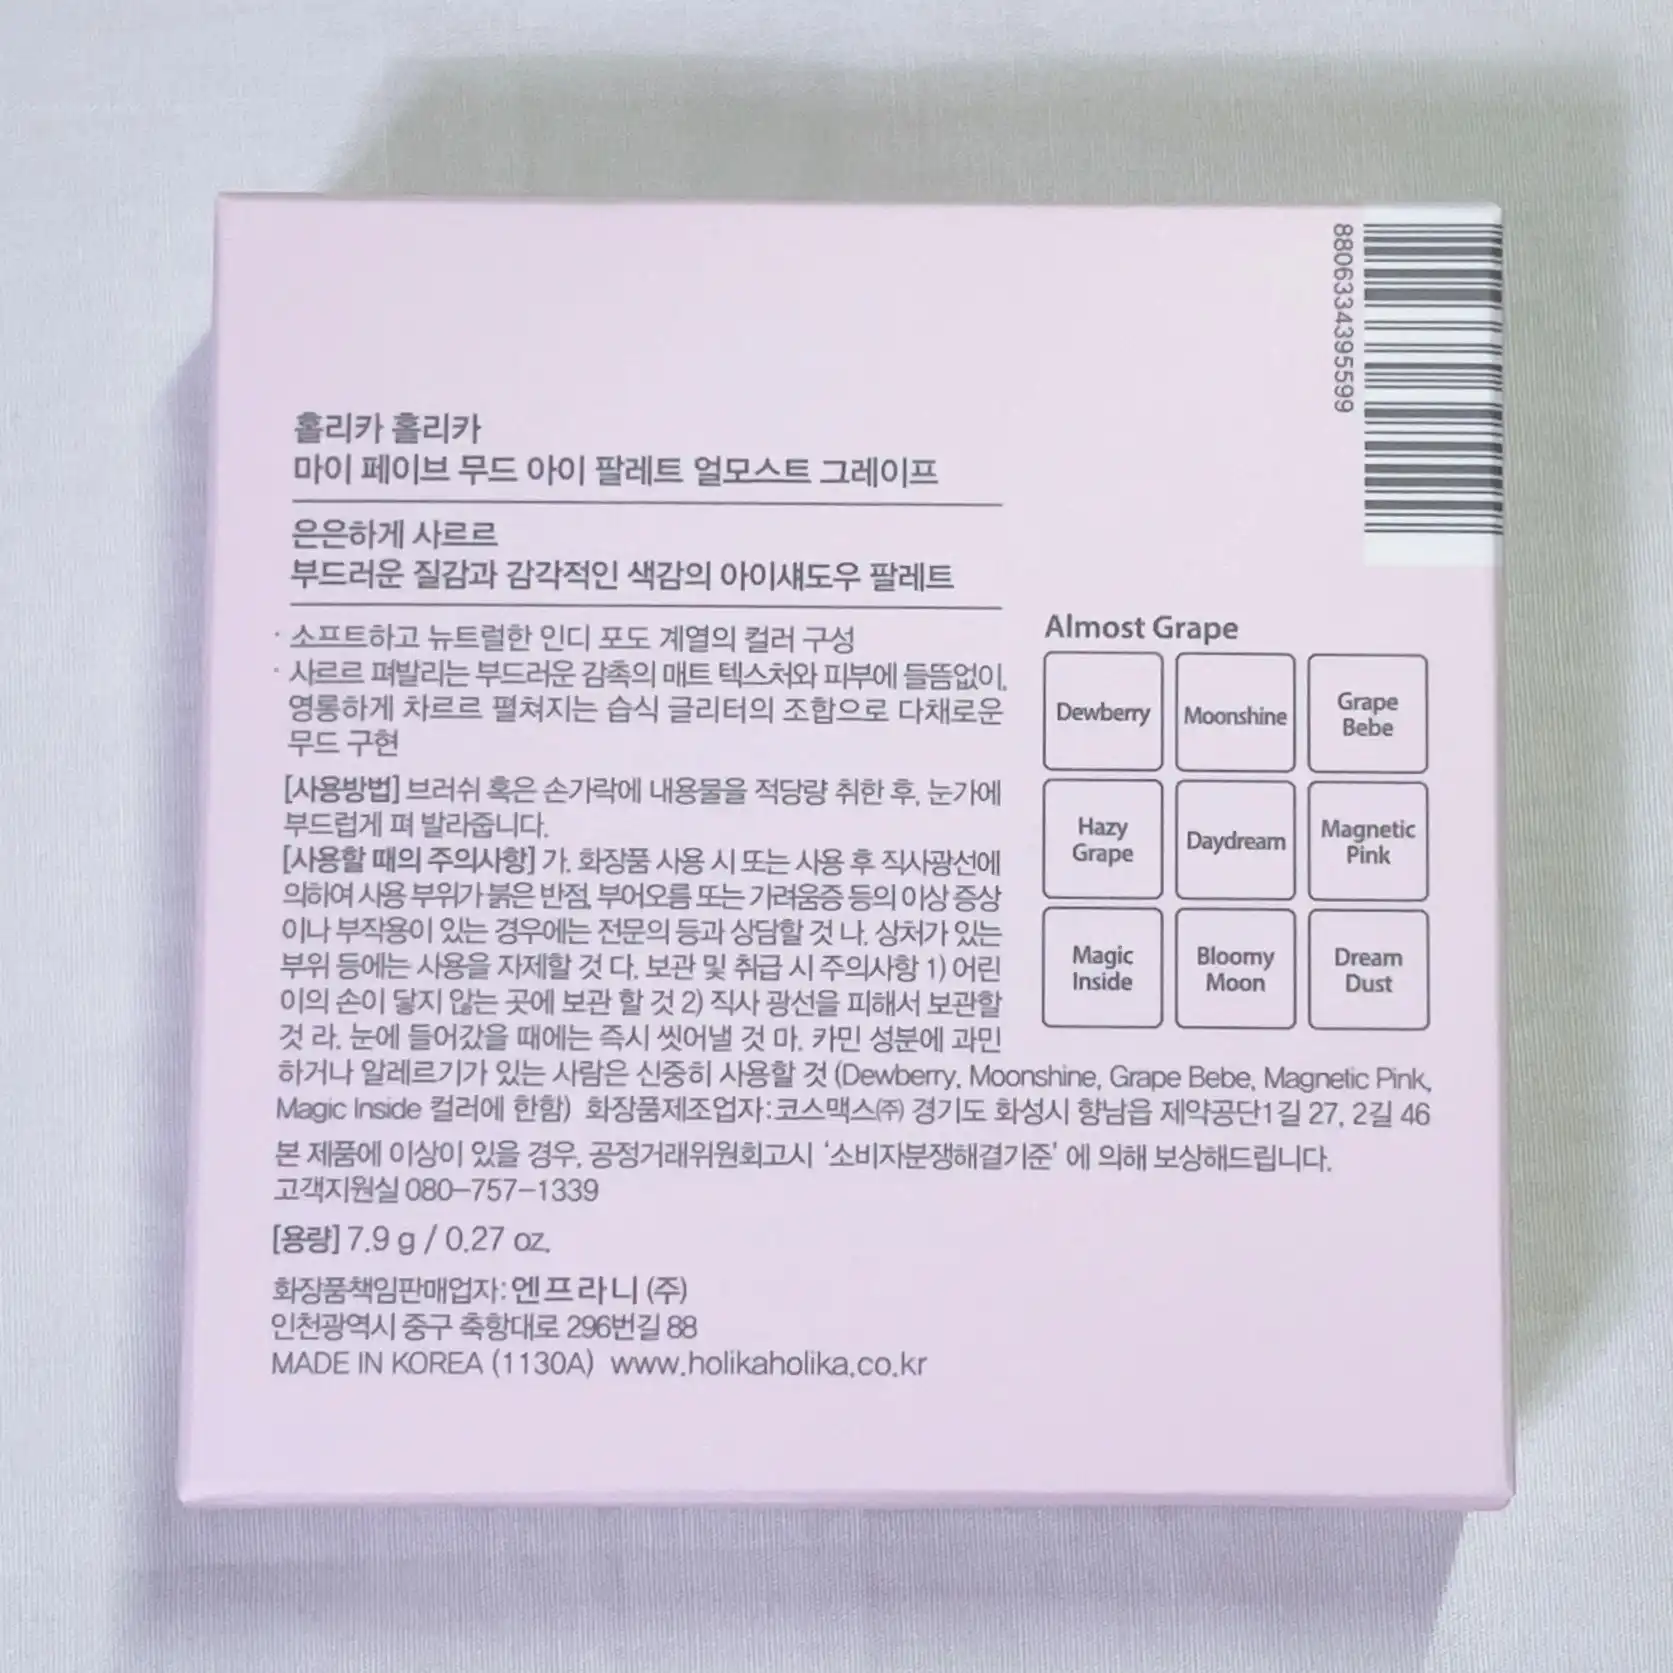 8806334395599
홀리카 홀리카
마이 페이브 무드 아이 팔레트 얼모스트 그레이프
은은하게 사르르
부드러운 질감과 감각적인 색감의 아이섀도우 팔레트
· 소프트하고 뉴트럴한 인디 포도 계열의 컬러 구성
· 사르르 펴발리는 부드러운 감촉의 매트 텍스처와 피부에 들뜸없이,
영롱하게 차르르 펼쳐지는 습식 글리터의 조합으로 다채로운
무드 구현
[사용방법] 브러쉬 혹은 손가락에 내용물을 적당량 취한 후, 눈가에
부드럽게 펴 발라줍니다.
[사용할 때의 주의사항] 가. 화장품 사용 시 또는 사용 후 직사광선에
의하여 사용 부위가 붉은 반점, 부어오름 또는 가려움증 등의 이상 증상
이나 부작용이 있는 경우에는 전문의 등과 상담할 것 나. 상처가 있는
부위 등에는 사용을 자제할 것 다. 보관 및 취급 시 주의사항 1) 어린
이의 손이 닿지 않는 곳에 보관 할 것 2) 직사 광선을 피해서 보관할
것 라. 눈에 들어갔을 때에는 즉시 씻어낼 것 마. 카민 성분에 과민
하거나 알레르기가 있는 사람은 신중히 사용할 것 (Dewberry, Moonshine, Grape Bebe, Magnetic Pink,
Magic Inside 컬러에 한함) 화장품제조업자:코스맥스㈜ 경기도 화성시 향남읍 제약공단1길 27, 2길 46
본 제품에 이상이 있을 경우, 공정거래위원회고시 '소비자분쟁해결기준' 에 의해 보상해드립니다.
고객지원실 080-757-1339
[용량] 7.9 g / 0.27 oz.
화장품책임판매업자: 엔프라니 (주)
인천광역시 중구 축항대로 296번길 88
MADE IN KOREA (1130A) www.holikaholika.co.kr
Almost Grape
Dewberry
Moonshine
Grape
Bebe
Hazy
Grape
Daydream
Magnetic
Pink
Magic
Inside
Bloomy
Moon
Dream
Dust